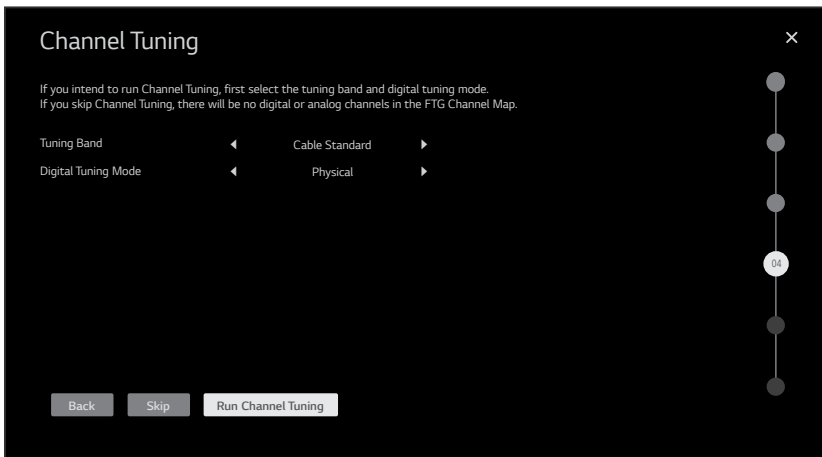 Channel Tuning
If you intend to run Channel Tuning, first select the tuning band and digital tuning mode.
If you skip Channel Tuning, there will be no digital or analog channels in the FTG Channel Map.
Tuning Band Cable Standard
Digital Tuning Mode Physical
04
Back Skip Run Channel Tuning